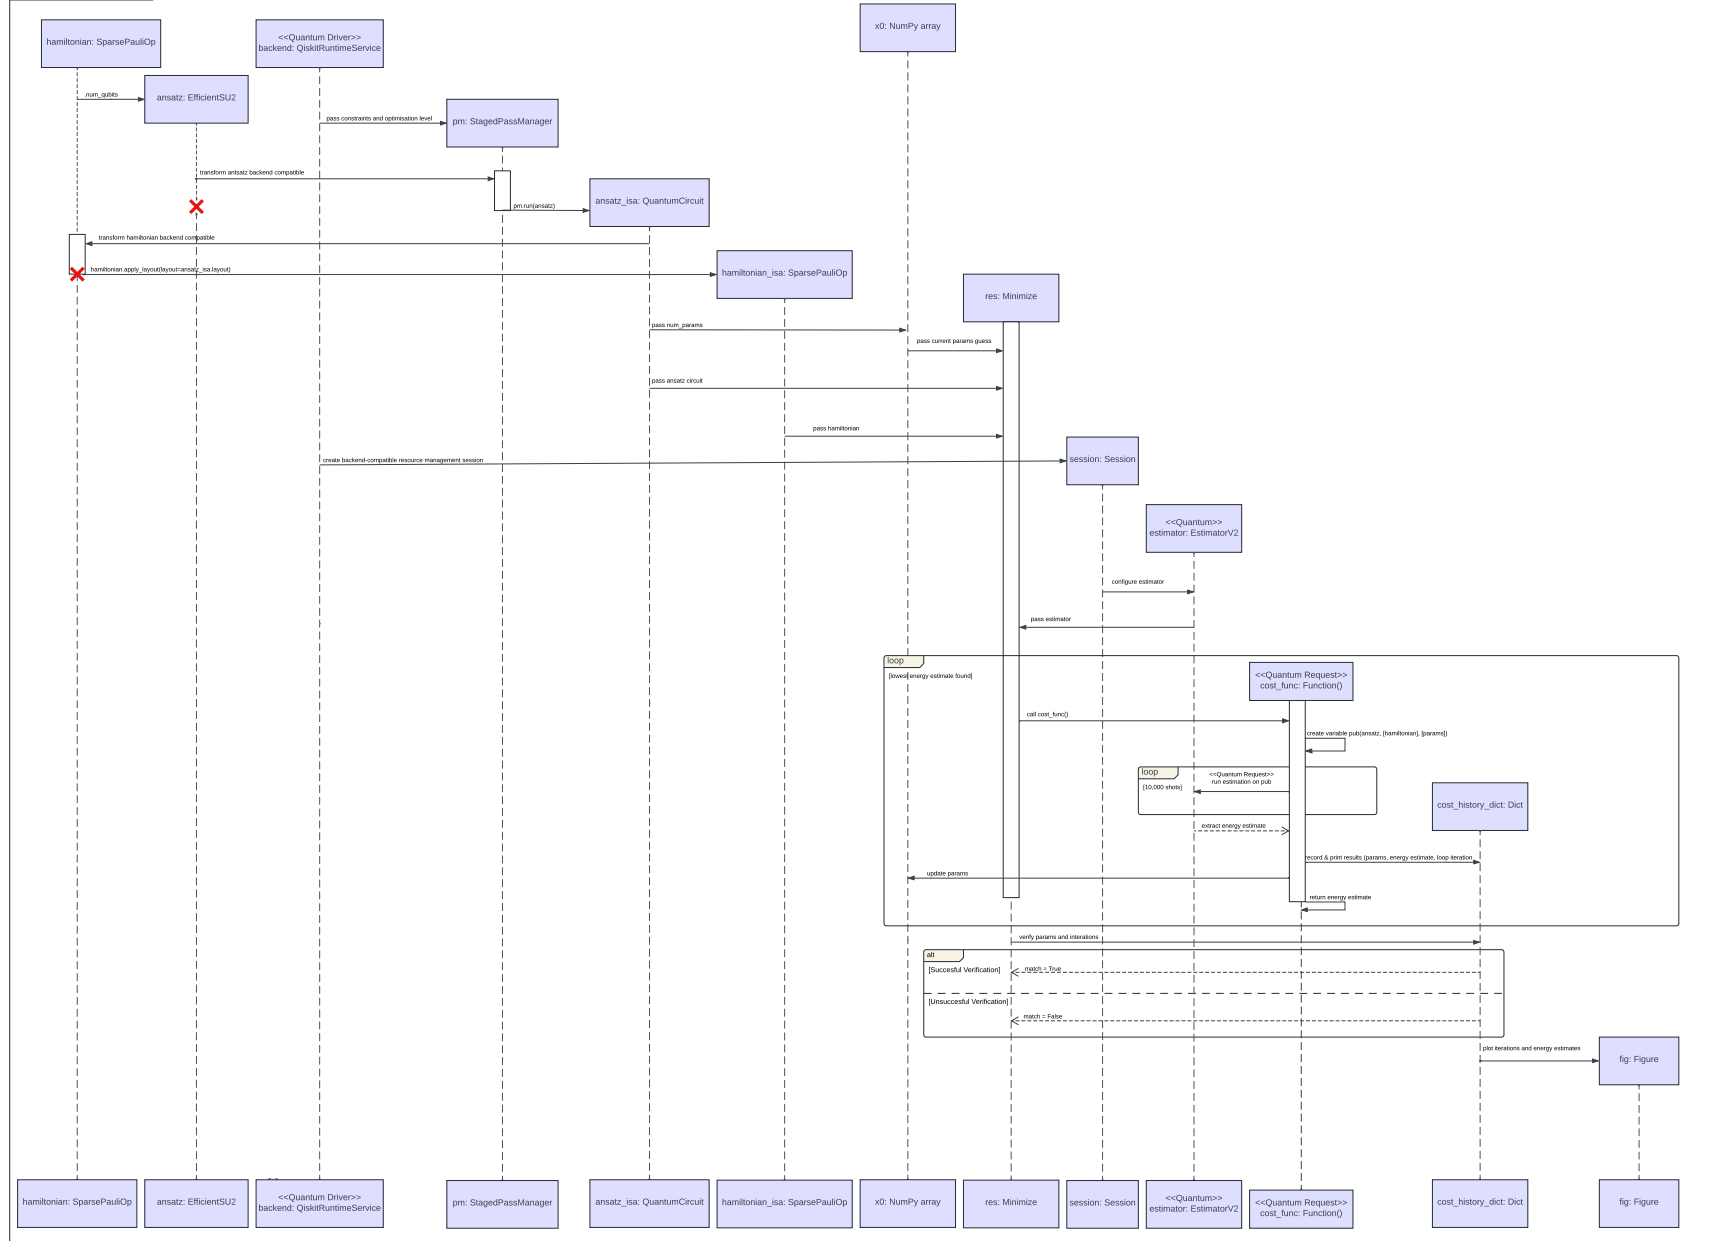 x0: NumPy array
hamiltonian: SparsePauliOp
<<Quantum Driver>>
backend: QiskitRuntimeService
.num_qubits
ansatz: EfficientSU2
pass constraints and optimisation level
pm: StagedPassManager
transform antsatz backend compatible
pm.run(ansatz)
ansatz_isa: QuantumCircuit
transform hamiltonian backend compatible
hamiltonian.apply_layout(layout=ansatz_isa.layout)
hamiltonian_isa: SparsePauliOp
res: Minimize
pass num_params
pass current params guess
pass ansatz circuit
pass hamiltonian
create backend-compatible resource management session
session: Session
<<Quantum>>
estimator: EstimatorV2
configure estimator
pass estimator
loop
[lowest energy estimate found]
<<Quantum Request>>
cost_func: Function()
call cost_func()
create variable pub(ansatz, [hamiltonian], [params])
loop
[10,000 shots]
<<Quantum Request>>
run estimation on pub
cost_history_dict: Dict
extract energy estimate
record & print results (params, energy estimate, loop iteration
update params
return energy estimate
verify params and interations
alt
[Succesful Verification]
match = True
[Unsuccesful Verification]
match = False
plot iterations and energy estimates
fig: Figure
hamiltonian: SparsePauliOp
ansatz: EfficientSU2
<<Quantum Driver>>
backend: QiskitRuntimeService
pm: StagedPassManager
ansatz_isa: QuantumCircuit
hamiltonian_isa: SparsePauliOp
x0: NumPy array
res: Minimize
session: Session
<<Quantum>>
estimator: EstimatorV2
<<Quantum Request>>
cost_func: Function()
cost_history_dict: Dict
fig: Figure